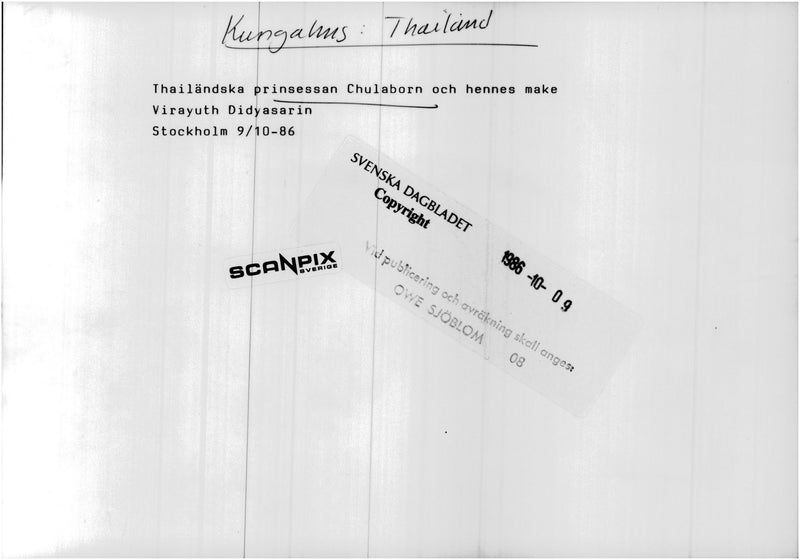 Kungahus: Thailand
Thailändska prinsessan Chulaborn och hennes make
Virayuth Didyasarin
Stockholm 9/10-86
SVENSKA DAGBLADET
Copyright
1986 -10- 09
Vid publicering och avräkning skall anges:
OWE SJÖBLOM 08
SCANPIX
SVERIGE